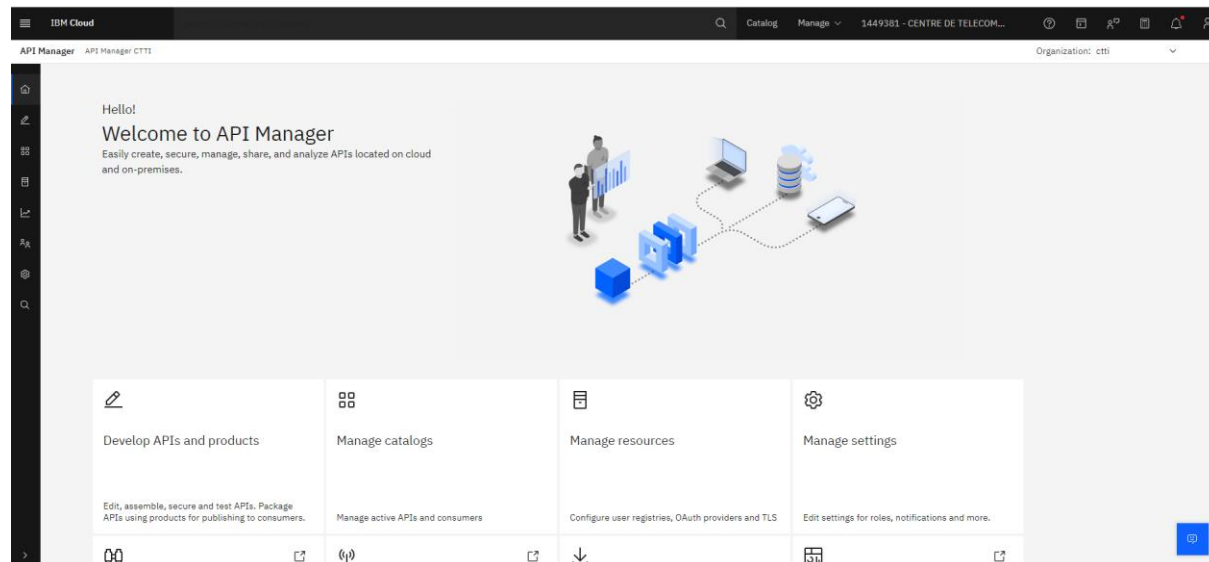 IBM Cloud
Catalog
Manage
1449381 - CENTRE DE TELECOM...
API Manager
API Manager CTTI
Organization: ctti
Hello!
Welcome to API Manager
Easily create, secure, manage, share, and analyze APIs located on cloud
and on-premises.
Develop APIs and products
Edit, assemble, secure and test APIs. Package
APIs using products for publishing to consumers.
Manage catalogs
Manage active APIs and consumers
Manage resources
Configure user registries, OAuth providers and TLS
Manage settings
Edit settings for roles, notifications and more.